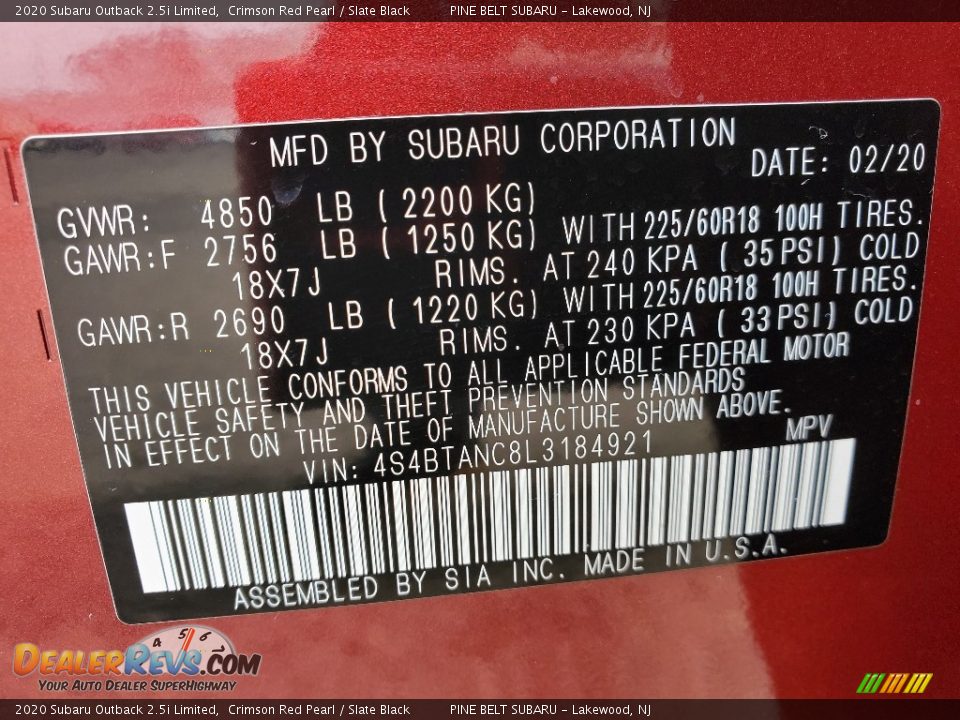 2020 Subaru Outback 2.5i Limited, Crimson Red Pearl / Slate Black PINE BELT SUBARU - Lakewood, NJ
MFD BY SUBARU CORPORATION
DATE: 02/20
GVWR: 4850 LB ( 2200 KG)
GAWR:F 2756 LB ( 1250 KG) WITH 225/60R18 100H TIRES.
18X7J RIMS. AT 240 KPA ( 35 PSI) COLD
GAWR:R 2690 LB ( 1220 KG) WITH 225/60R18 100H TIRES.
18X7J RIMS. AT 230 KPA ( 33 PSI) COLD
THIS VEHICLE CONFORMS TO ALL APPLICABLE FEDERAL MOTOR
VEHICLE SAFETY AND THEFT PREVENTION STANDARDS
IN EFFECT ON THE DATE OF MANUFACTURE SHOWN ABOVE.
VIN: 4S4BTANC8L3184921 MPV
ASSEMBLED BY SIA INC. MADE IN U.S.A.
4 5 6
DEALERREVS.COM
YOUR AUTO DEALER SUPERHIGHWAY
2020 Subaru Outback 2.5i Limited, Crimson Red Pearl / Slate Black PINE BELT SUBARU - Lakewood, NJ